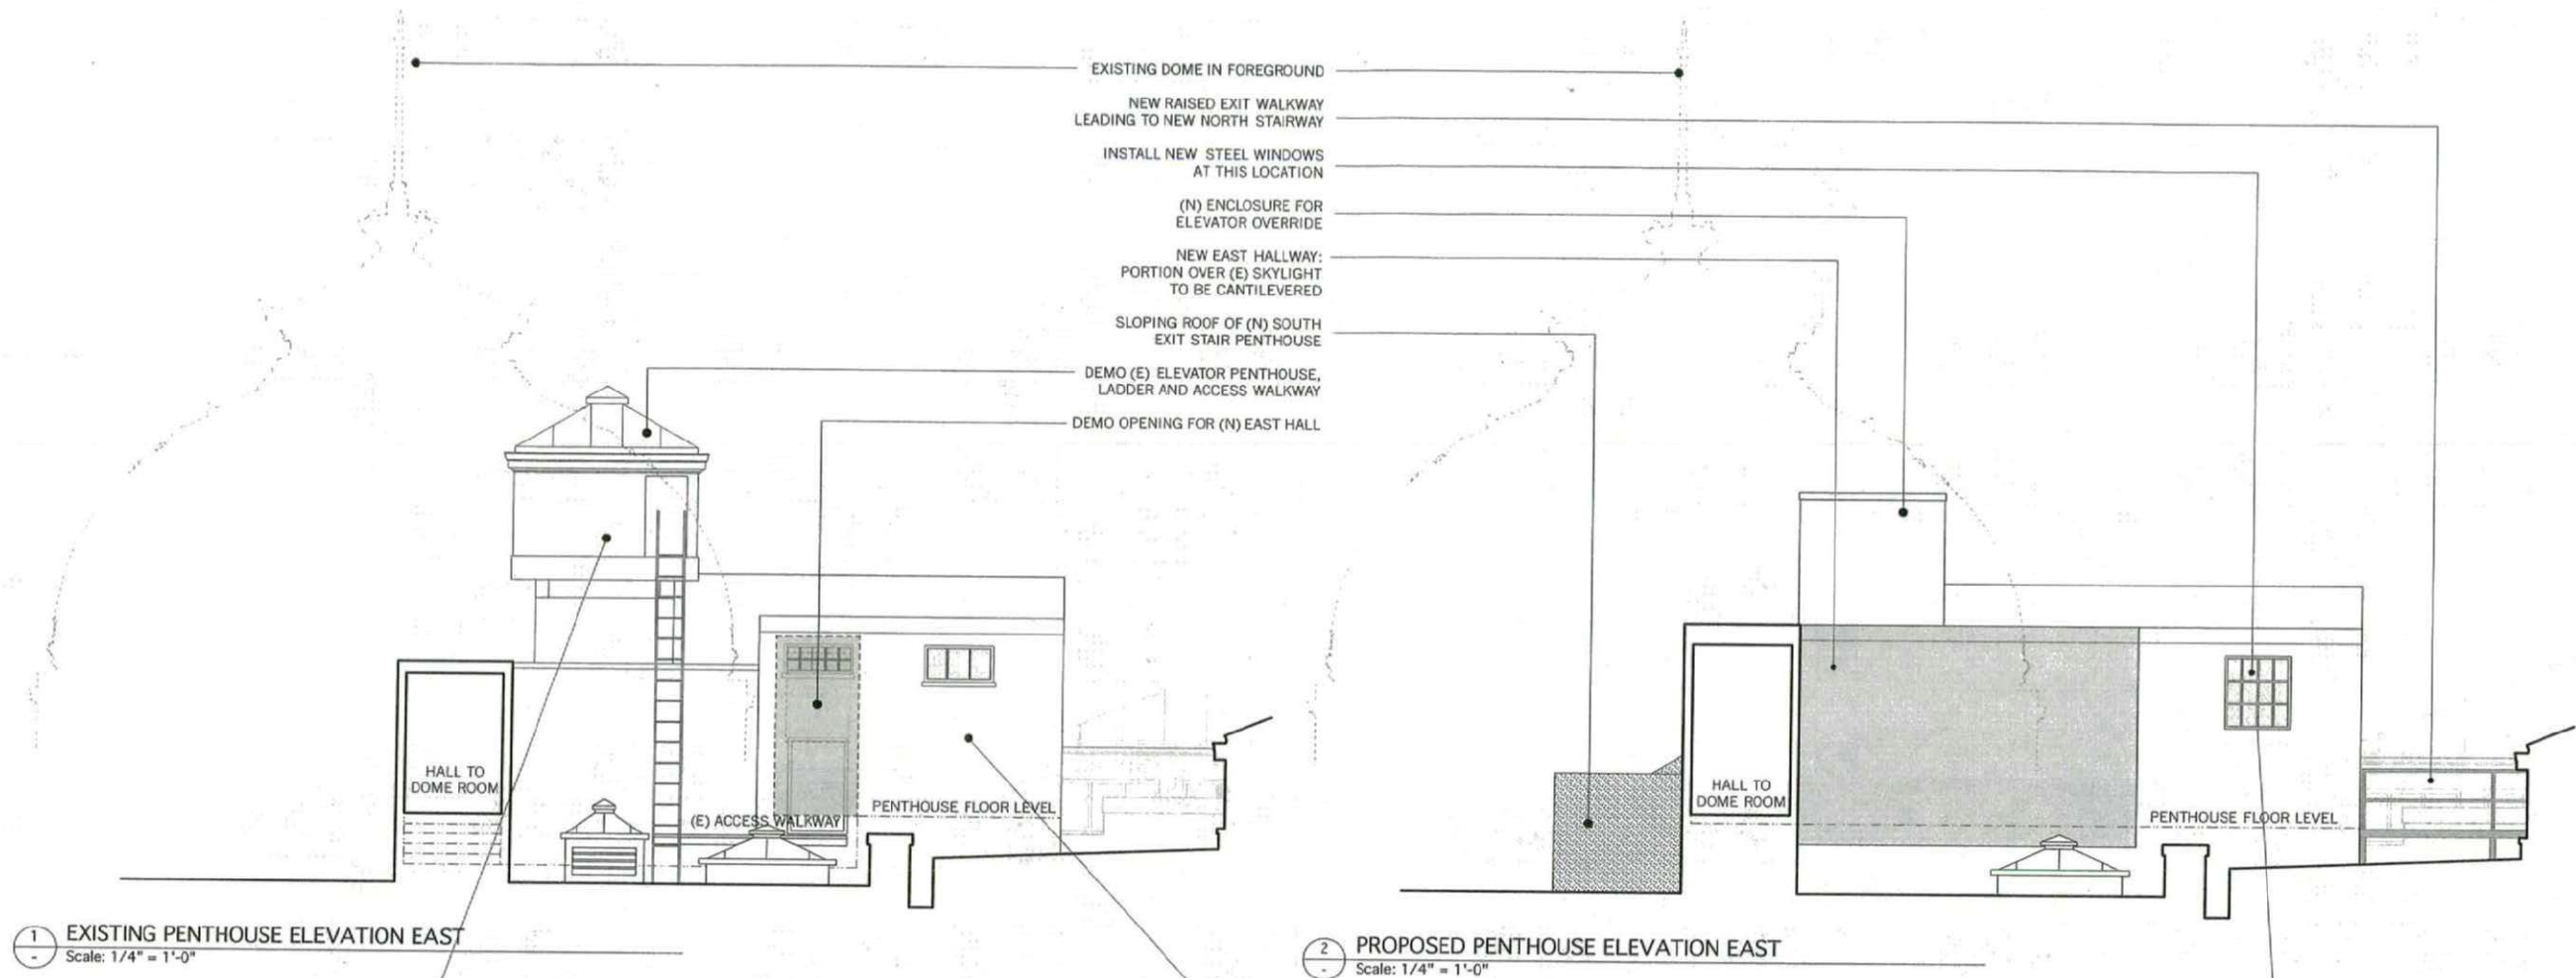 EXISTING DOME IN FOREGROUND
NEW RAISED EXIT WALKWAY
LEADING TO NEW NORTH STAIRWAY
INSTALL NEW STEEL WINDOWS
AT THIS LOCATION
(N) ENCLOSURE FOR
ELEVATOR OVERRIDE
NEW EAST HALLWAY:
PORTION OVER (E) SKYLIGHT
TO BE CANTILEVERED
SLOPING ROOF OF (N) SOUTH
EXIT STAIR PENTHOUSE
DEMO (E) ELEVATOR PENTHOUSE,
LADDER AND ACCESS WALKWAY
DEMO OPENING FOR (N) EAST HALL
HALL TO
DOME ROOM
(E) ACCESS WALKWAY
PENTHOUSE FLOOR LEVEL
1
-
EXISTING PENTHOUSE ELEVATION EAST
Scale: 1/4" = 1'-0"
HALL TO
DOME ROOM
PENTHOUSE FLOOR LEVEL
2
-
PROPOSED PENTHOUSE ELEVATION EAST
Scale: 1/4" = 1'-0"